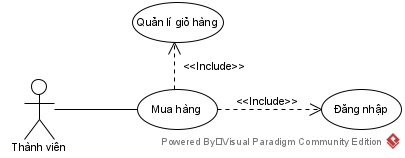 Quản lí giỏ hàng
<<Include>>
Mua hàng
<<Include>>
Đăng nhập
Thành viên
Powered By Visual Paradigm Community Edition